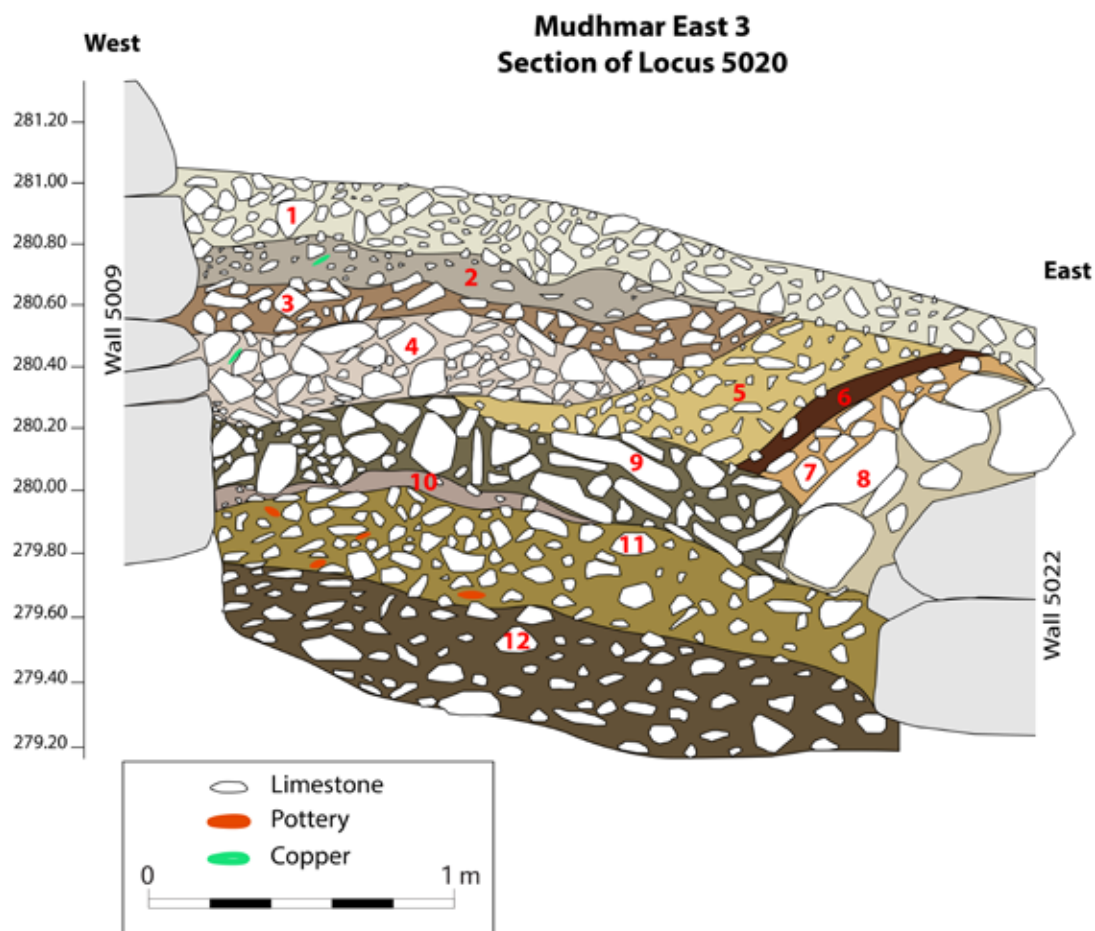 Mudhmar East 3
Section of Locus 5020
West
East
281.20
281.00
280.80
280.60
280.40
280.20
280.00
279.80
279.60
279.40
279.20
Wall 5009
Wall 5022
1
2
3
4
5
6
7
8
9
10
11
12
Limestone
Pottery
Copper
0 1 m